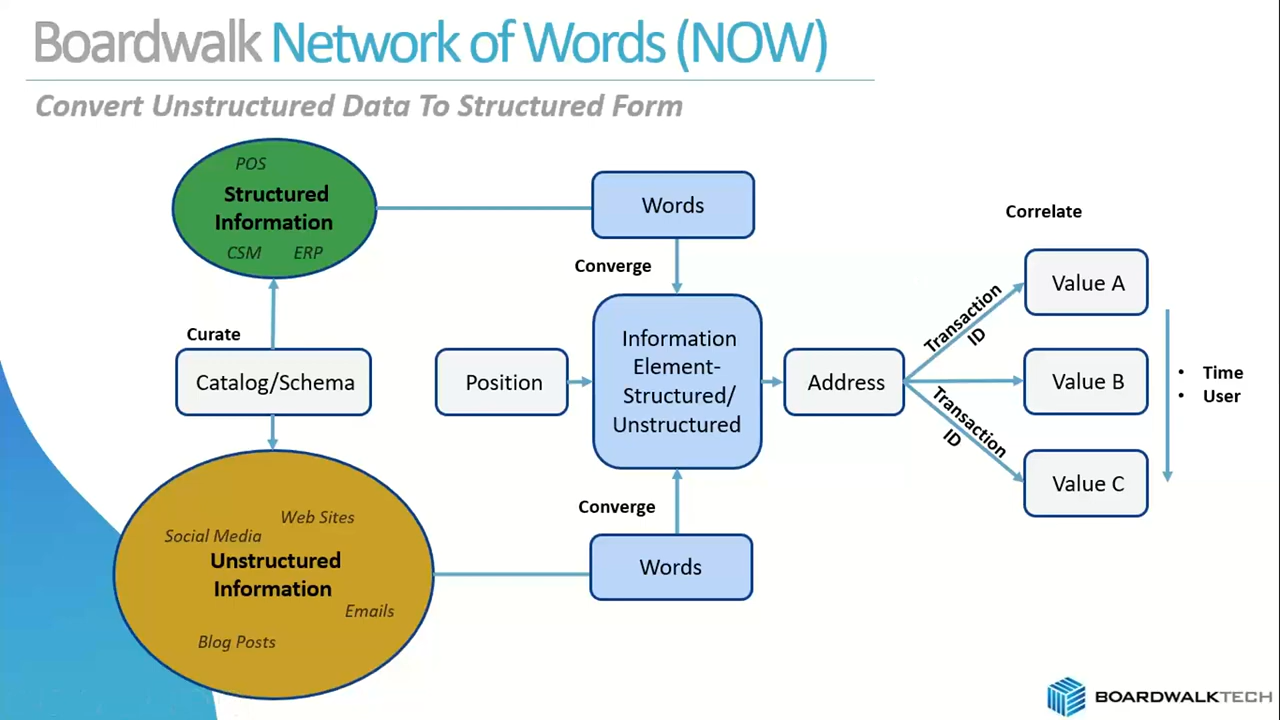 Boardwalk Network of Words (NOW)
Convert Unstructured Data To Structured Form
POS
Structured
Information
CSM ERP
Curate
Catalog/Schema
Social Media
Web Sites
Unstructured
Information
Emails
Blog Posts
Words
Converge
Position
Information
Element-
Structured/
Unstructured
Converge
Words
Address
Transaction
ID
Transaction
ID
Correlate
Value A
Value B
Value C
• Time
• User
BOARDWALKTECH